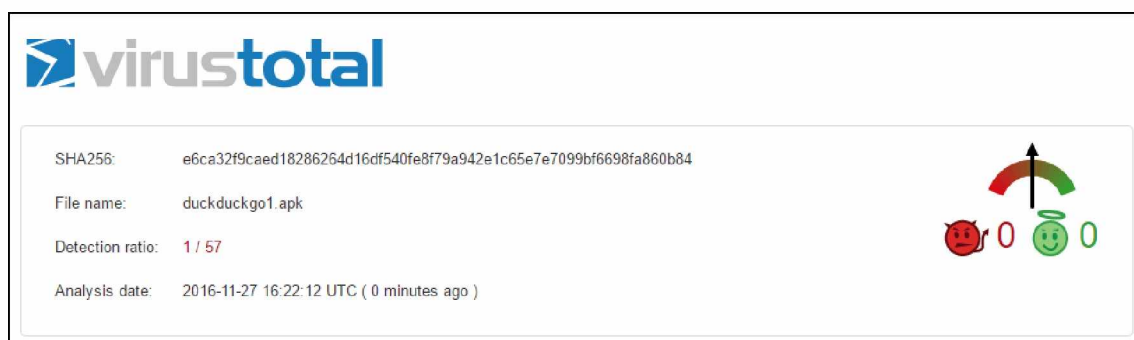 virustotal
SHA256: e6ca32f9caed18286264d16df540fe8f79a942e1c65e7e7099bf6698fa860b84
File name: duckduckgo1.apk
Detection ratio: 1 / 57
Analysis date: 2016-11-27 16:22:12 UTC ( 0 minutes ago )
0 0